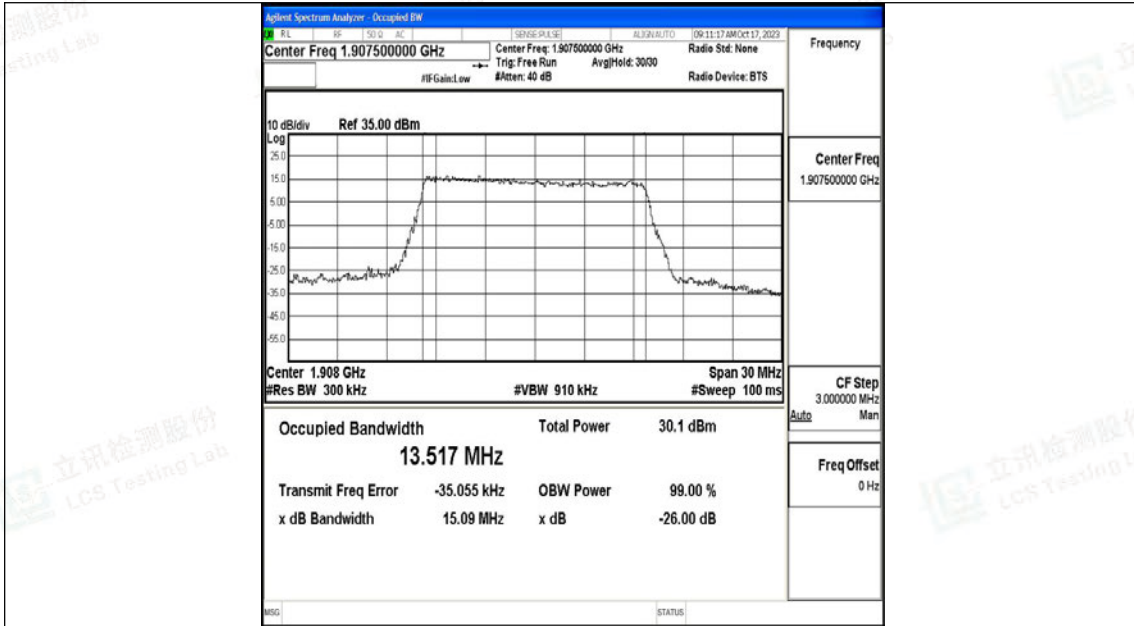 Agilent Spectrum Analyzer - Occupied BW
RL RF 50 Ω AC SENSE:PULSE ALIGNAUTO 09:11:17 AM Oct 17, 2023
Center Freq 1.907500000 GHz
Center Freq: 1.907500000 GHz
Radio Std: None
Trig: Free Run Avg|Hold: 30/30
#IFGain:Low
#Atten: 40 dB
Radio Device: BTS
10 dB/div Ref 35.00 dBm
Log
25.0
15.0
5.00
-5.00
-15.0
-25.0
-35.0
-45.0
-55.0
Center 1.908 GHz Span 30 MHz
#Res BW 300 kHz #VBW 910 kHz #Sweep 100 ms
Occupied Bandwidth Total Power 30.1 dBm
13.517 MHz
Transmit Freq Error -35.055 kHz OBW Power 99.00 %
x dB Bandwidth 15.09 MHz x dB -26.00 dB
MSG STATUS
Frequency
Center Freq
1.907500000 GHz
CF Step
3.000000 MHz
Auto Man
Freq Offset
0 Hz
立讯检测股份
LCS Testing Lab
立讯检测股份